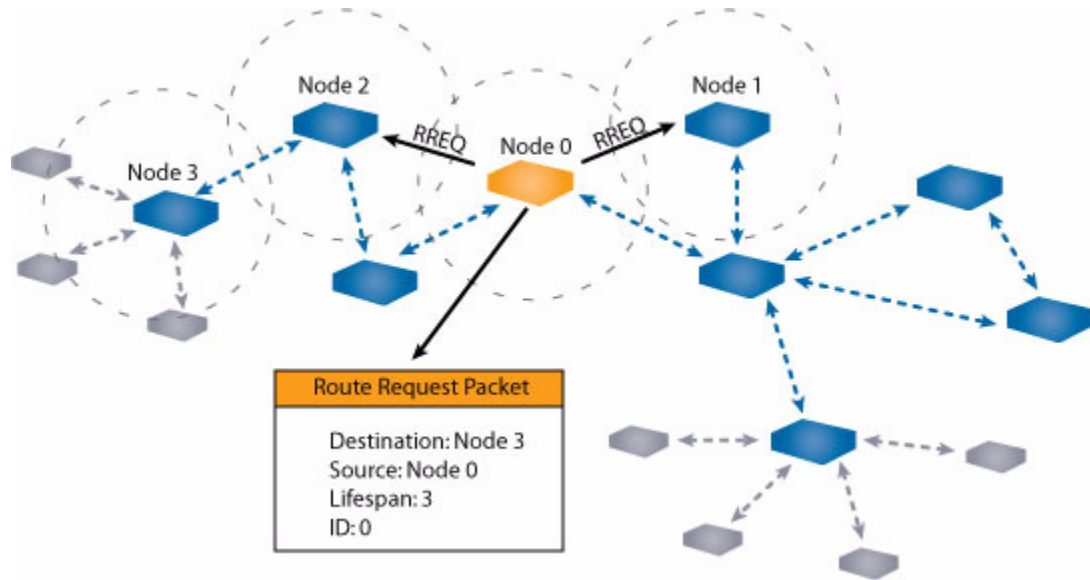 Node 2
Node 1
RREQ
RREQ
Node 0
Node 3
Route Request Packet
Destination: Node 3
Source: Node 0
Lifespan: 3
ID: 0